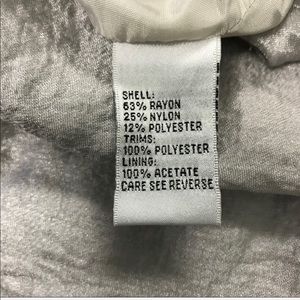 SHELL:
63% RAYON
25% NYLON
12% POLYESTER
TRIMS:
100% POLYESTER
LINING:
100% ACETATE
CARE SEE REVERSE